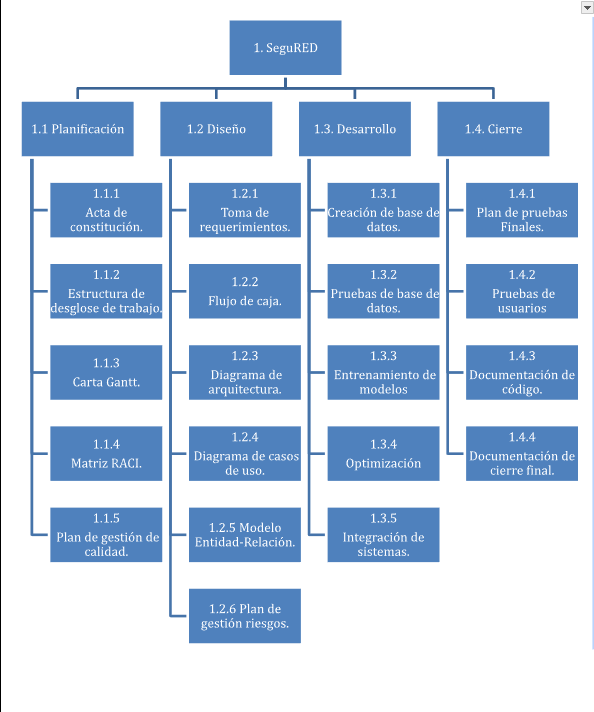 1. SeguRED
1.1 Planificación
1.2 Diseño
1.3. Desarrollo
1.4. Cierre
1.1.1
Acta de
constitución.
1.1.2
Estructura de
desglose de trabajo.
1.1.3
Carta Gantt.
1.1.4
Matriz RACI.
1.1.5
Plan de gestión de
calidad.
1.2.1
Toma de
requerimientos.
1.2.2
Flujo de caja.
1.2.3
Diagrama de
arquitectura.
1.2.4
Diagrama de casos
de uso.
1.2.5 Modelo
Entidad-Relación.
1.2.6 Plan de
gestión riesgos.
1.3.1
Creación de base de
datos.
1.3.2
Pruebas de base de
datos.
1.3.3
Entrenamiento de
modelos
1.3.4
Optimización
1.3.5
Integración de
sistemas.
1.4.1
Plan de pruebas
Finales.
1.4.2
Pruebas de
usuarios
1.4.3
Documentación de
código.
1.4.4
Documentación de
cierre final.